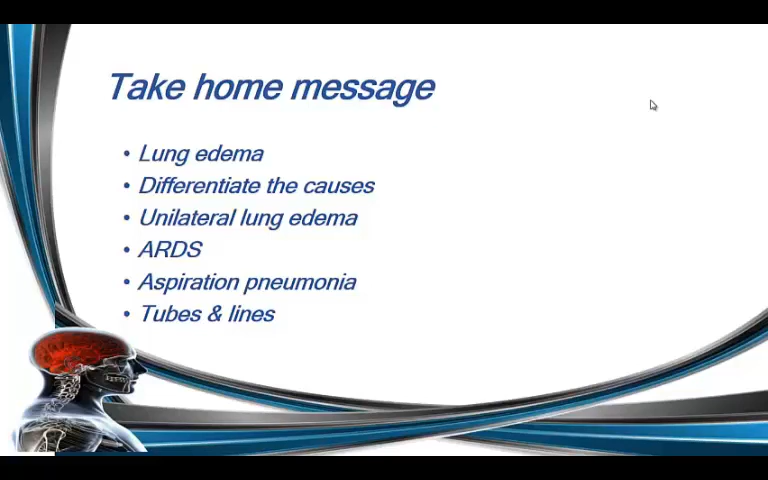 Take home message
• Lung edema
• Differentiate the causes
• Unilateral lung edema
• ARDS
• Aspiration pneumonia
• Tubes & lines